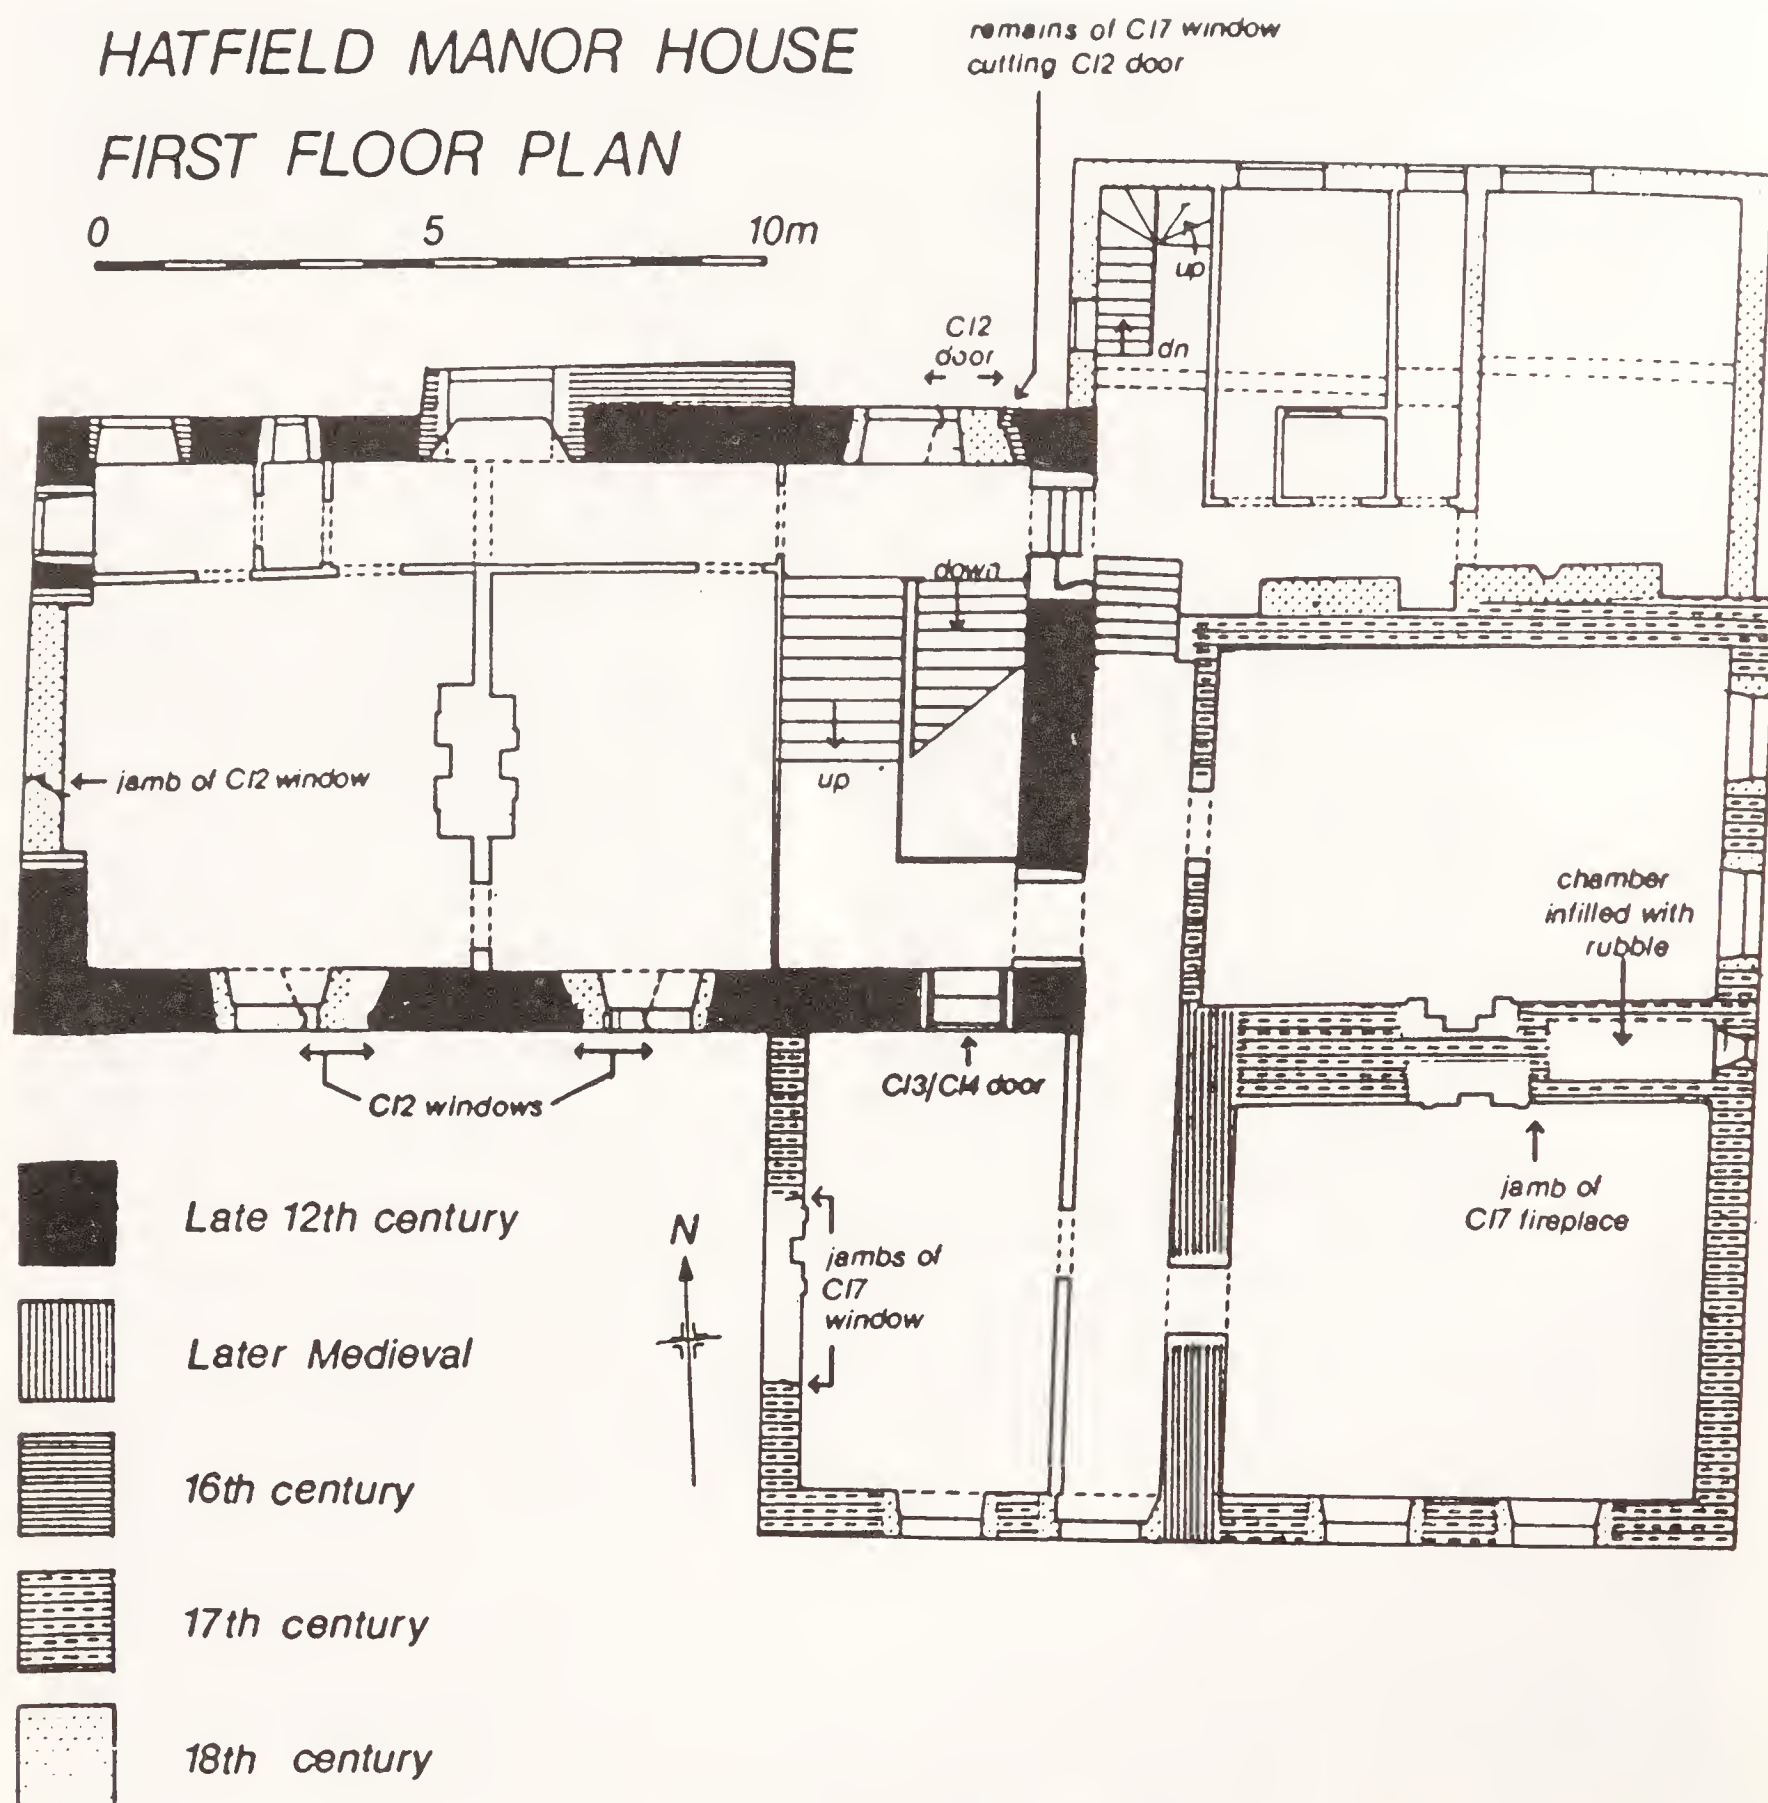 HATFIELD MANOR HOUSE
FIRST FLOOR PLAN
0 5 10m
remains of C17 window
cutting C12 door
C12
door
up
dn
down
up
jamb of C12 window
chamber
infilled with
rubble
C12 windows
C13/C14 door
jamb of
C17 fireplace
N
jambs of
C17
window
Late 12th century
Later Medieval
16th century
17th century
18th century